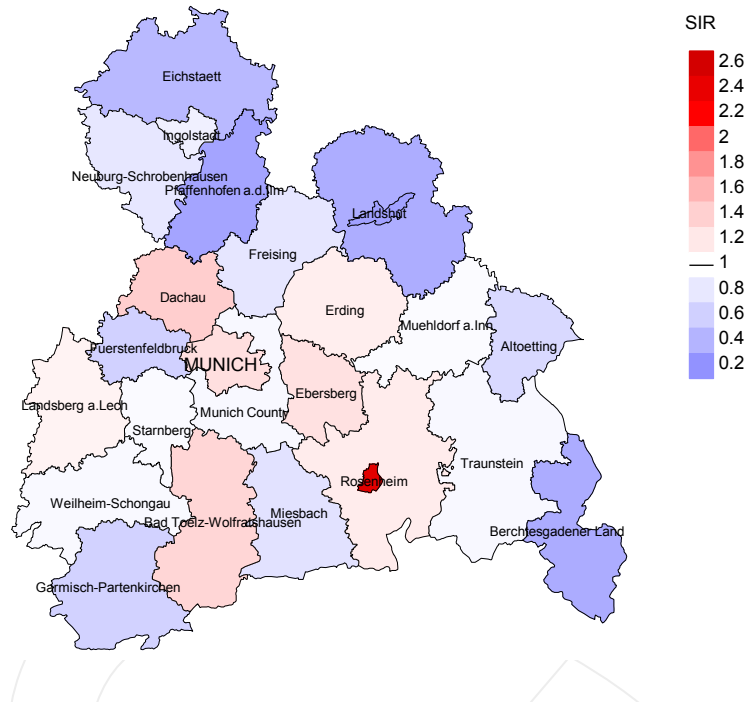 SIR
2.6
2.4
2.2
2
1.8
1.6
1.4
1.2
1
0.8
0.6
0.4
0.2
Eichstaett
Ingolstadt
Neuburg-Schrobenhausen
Pfaffenhofen a.d.Ilm
Landshut
Freising
Dachau
Erding
Muehldorf a.Inn
Altoetting
Fuerstenfeldbruck
MUNICH
Ebersberg
Landsberg a.Lech
Munich County
Starnberg
Traunstein
Rosenheim
Weilheim-Schongau
Miesbach
Bad Toelz-Wolfratshausen
Berchtesgadener Land
Garmisch-Partenkirchen